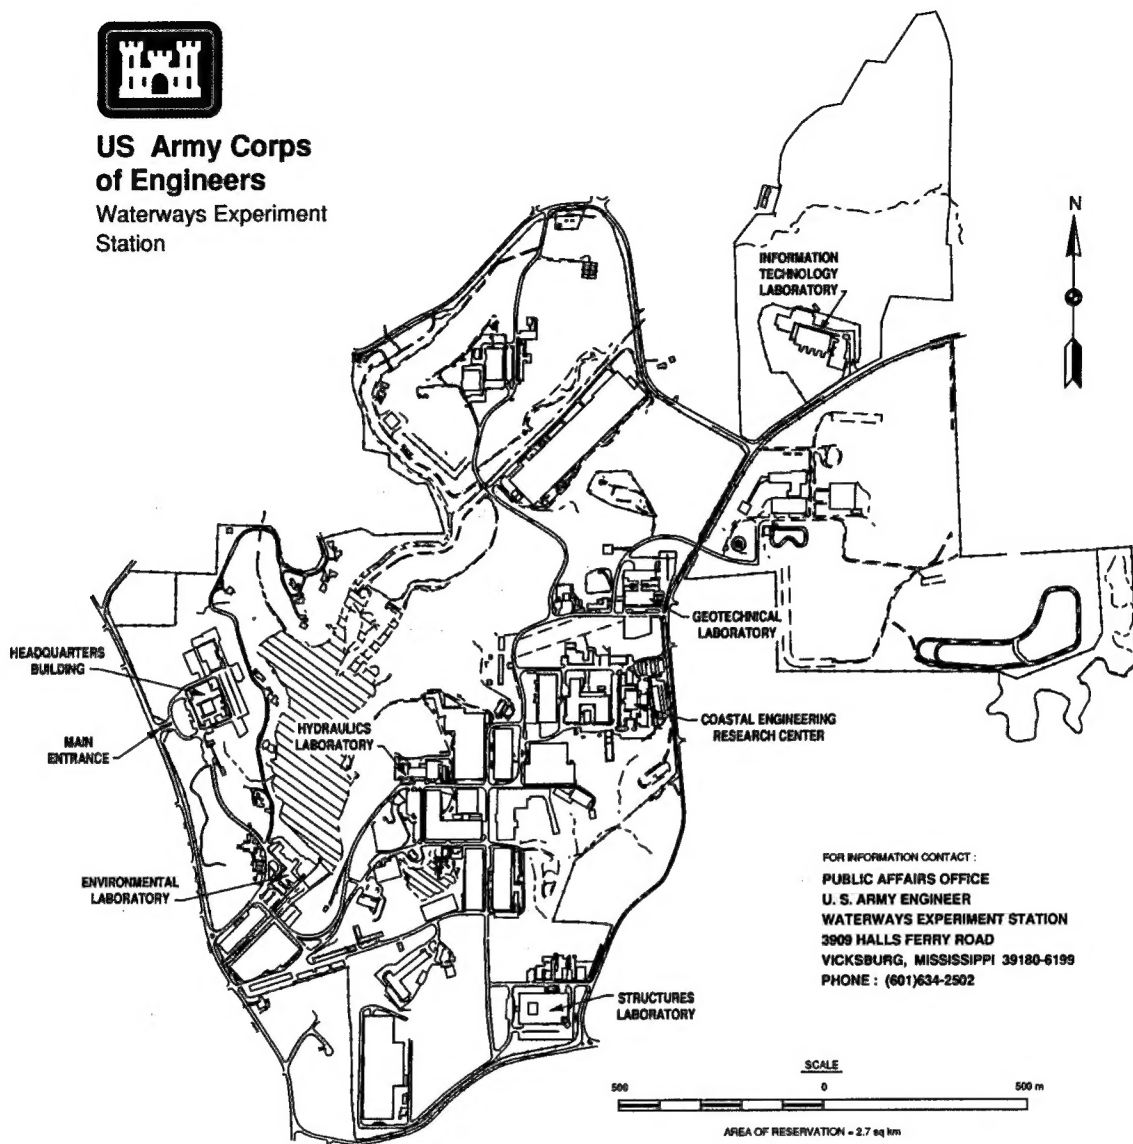 US Army Corps
of Engineers
Waterways Experiment
Station
N
INFORMATION
TECHNOLOGY
LABORATORY
GEOTECHNICAL
LABORATORY
HEADQUARTERS
BUILDING
MAIN
ENTRANCE
HYDRAULICS
LABORATORY
COASTAL ENGINEERING
RESEARCH CENTER
ENVIRONMENTAL
LABORATORY
STRUCTURES
LABORATORY
FOR INFORMATION CONTACT :
PUBLIC AFFAIRS OFFICE
U. S. ARMY ENGINEER
WATERWAYS EXPERIMENT STATION
3909 HALLS FERRY ROAD
VICKSBURG, MISSISSIPPI 39180-6199
PHONE : (601)634-2502
SCALE
500 0 500 m
AREA OF RESERVATION = 2.7 sq km